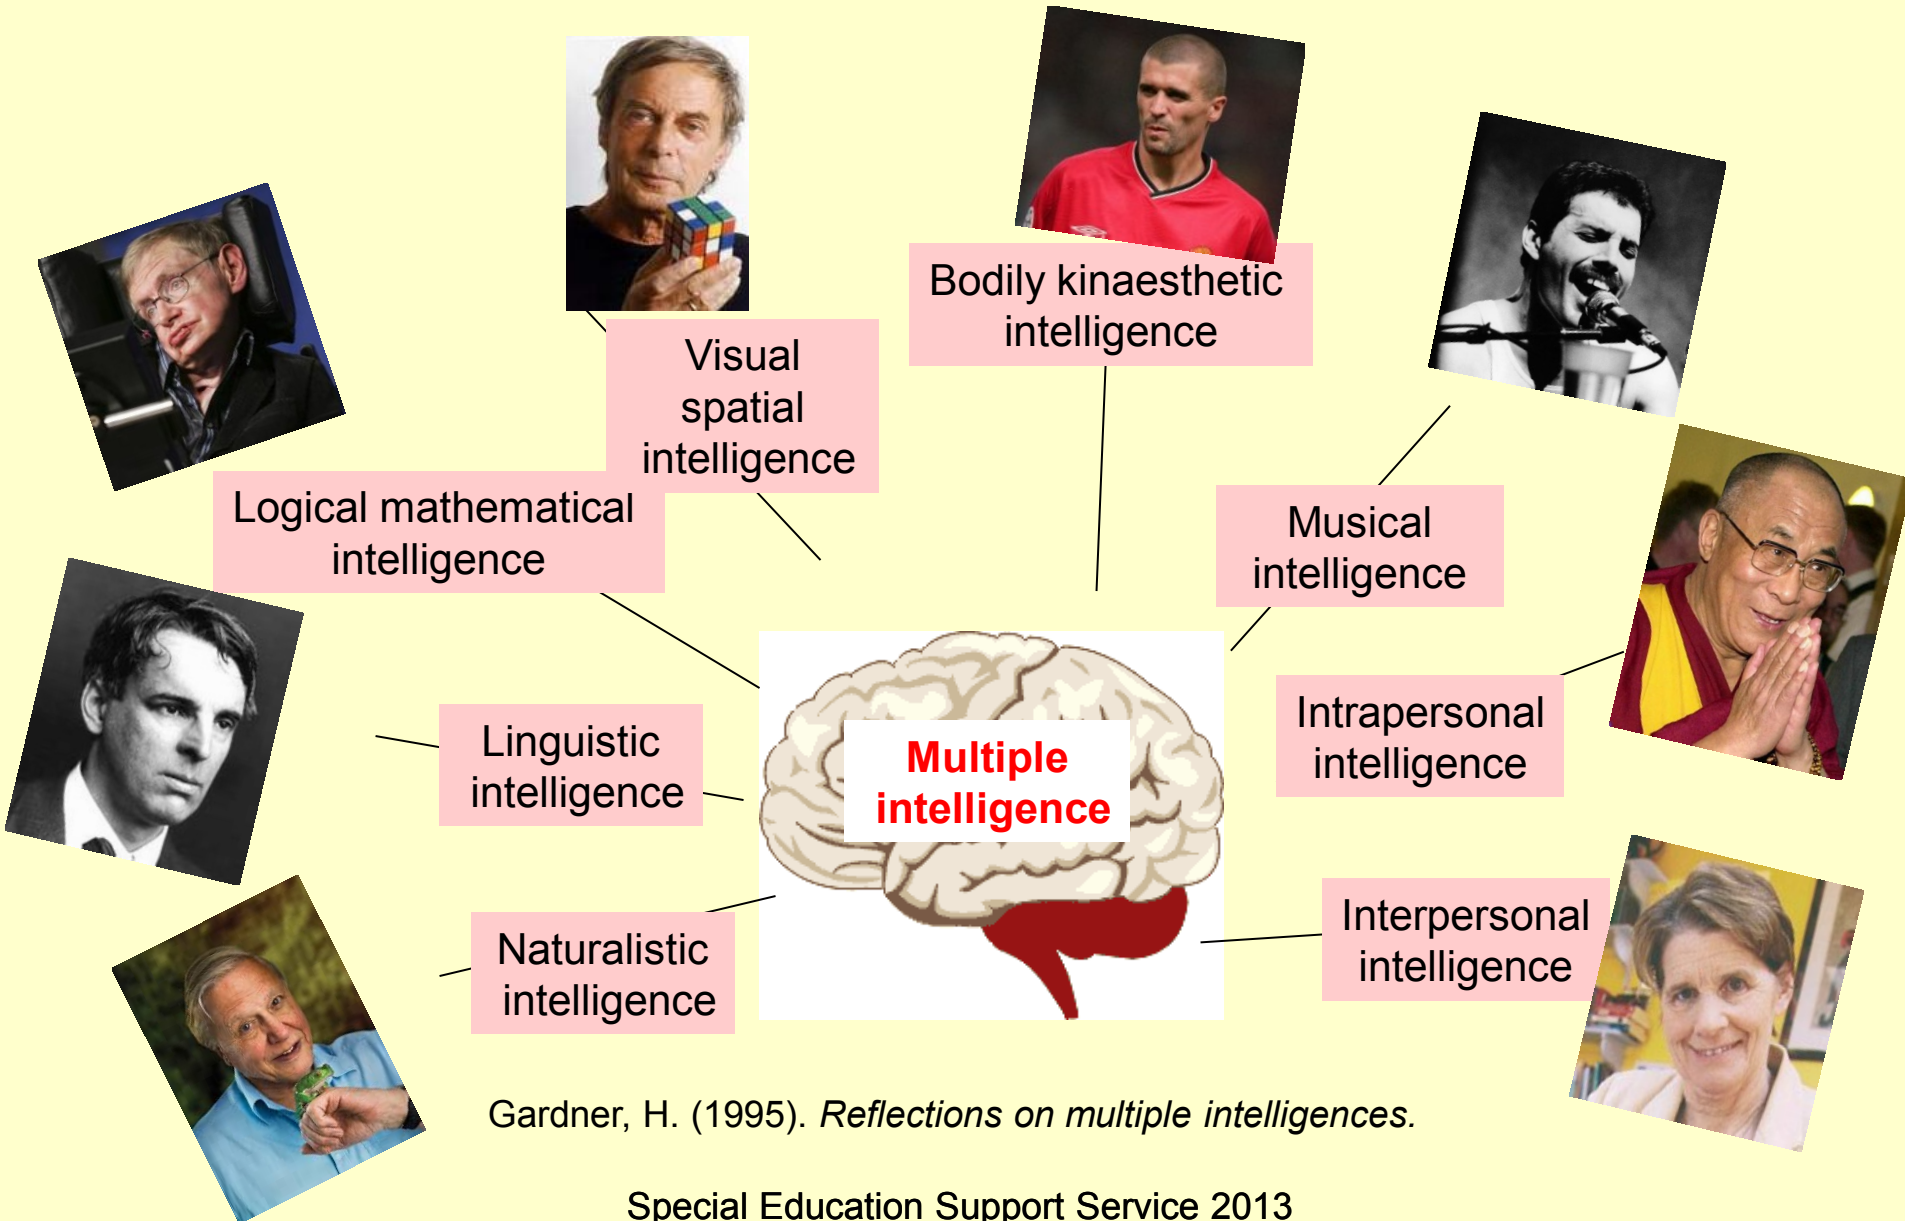 Bodily kinaesthetic
intelligence
Visual
spatial
intelligence
Logical mathematical
intelligence
Musical
intelligence
Linguistic
intelligence
Multiple
intelligence
Intrapersonal
intelligence
Naturalistic
intelligence
Interpersonal
intelligence
Gardner, H. (1995). Reflections on multiple intelligences.
Special Education Support Service 2013